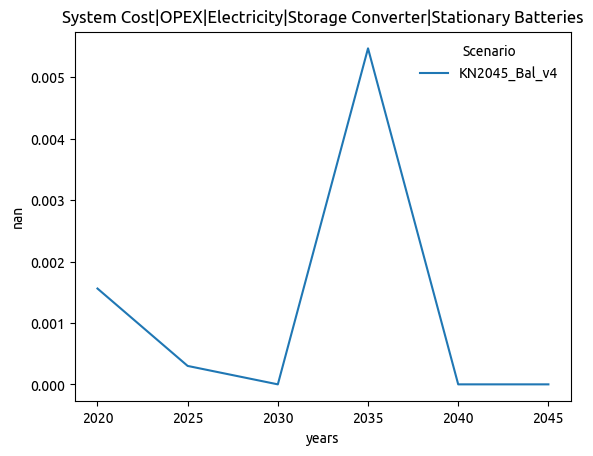 System Cost|OPEX|Electricity|Storage Converter|Stationary Batteries
Scenario
KN2045_Bal_v4
0.005
0.004
0.003
0.002
0.001
0.000
nan
2020 2025 2030 2035 2040 2045
years